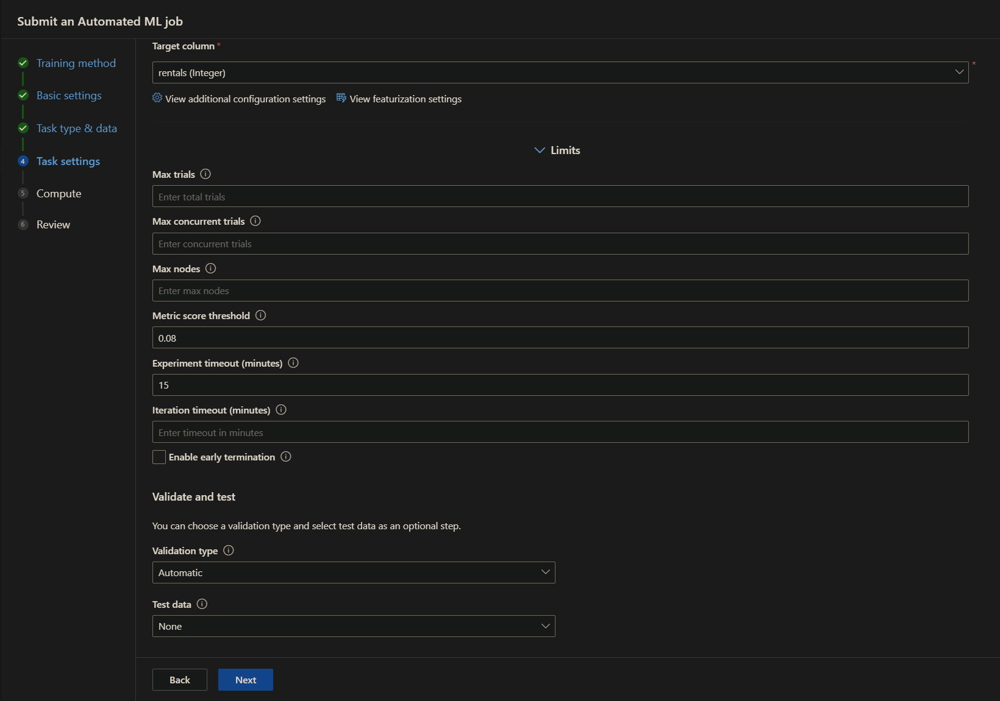 Submit an Automated ML job
Training method
Basic settings
Task type & data
4 Task settings
5 Compute
6 Review
Target column *
rentals (Integer) *
View additional configuration settings View featurization settings
Limits
Max trials
Enter total trials
Max concurrent trials
Enter concurrent trials
Max nodes
Enter max nodes
Metric score threshold
0.08
Experiment timeout (minutes)
15
Iteration timeout (minutes)
Enter timeout in minutes
Enable early termination
Validate and test
You can choose a validation type and select test data as an optional step.
Validation type
Automatic
Test data
None
Back Next